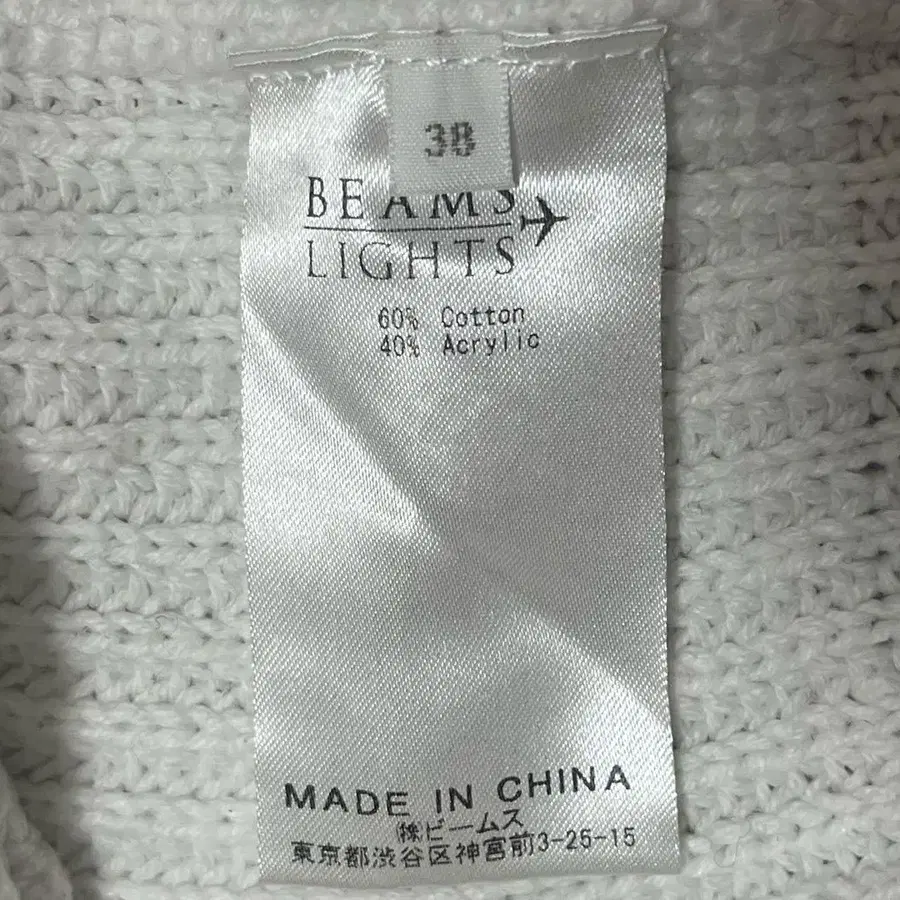 38
BEAMS
LIGHTS
60% Cotton
40% Acrylic
MADE IN CHINA
㈱ビームス
東京都渋谷区神宮前3-25-15